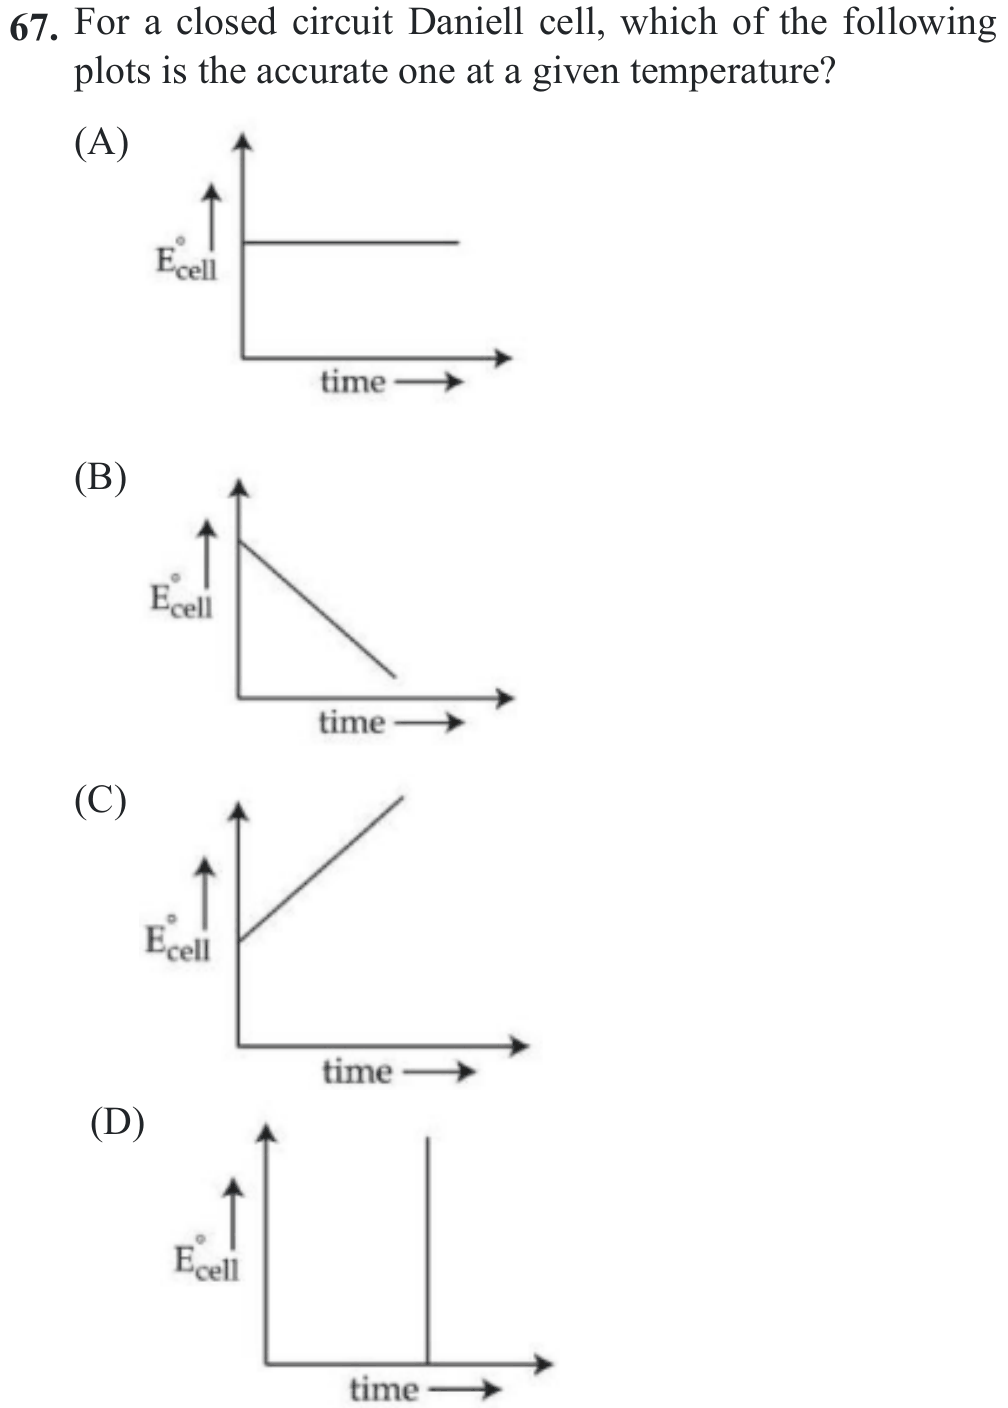 67. For a closed circuit Daniell cell, which of the following
plots is the accurate one at a given temperature?
(A)
E°cell
time
(B)
E°cell
time
(C)
E°cell
time
(D)
E°cell
time